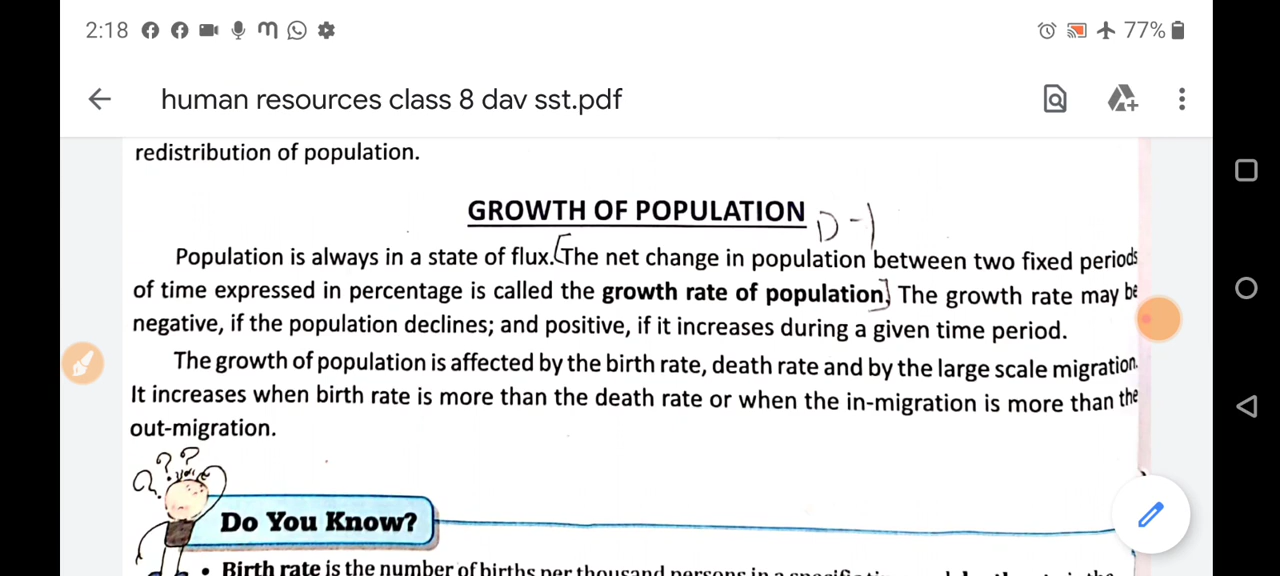 2:18 77%
human resources class 8 dav sst.pdf
redistribution of population.
GROWTH OF POPULATION D-1
Population is always in a state of flux. [The net change in population between two fixed periods
of time expressed in percentage is called the growth rate of population.] The growth rate may be
negative, if the population declines; and positive, if it increases during a given time period.
The growth of population is affected by the birth rate, death rate and by the large scale migration.
It increases when birth rate is more than the death rate or when the in-migration is more than the
out-migration.
???
Do You Know?
• Birth rate is the number of births per thousand persons in a